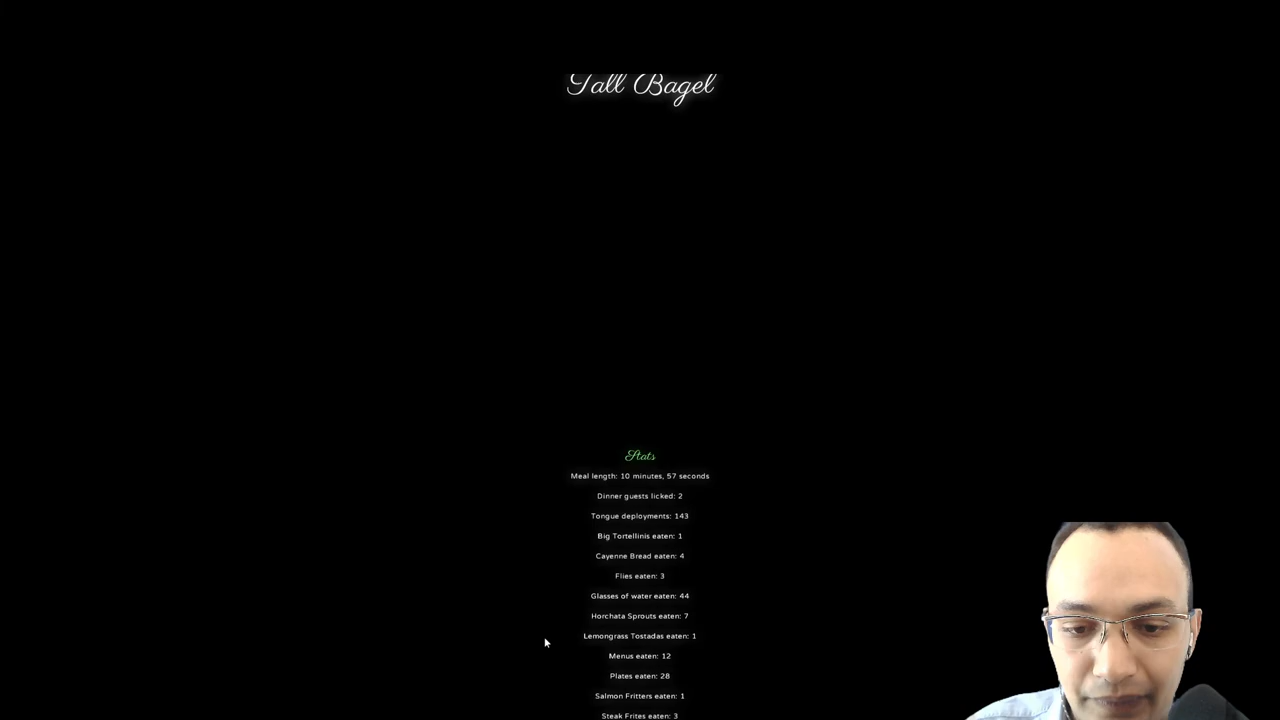 Tall Bagel
Stats
Meal length: 10 minutes, 57 seconds
Dinner guests licked: 2
Tongue deployments: 143
Big Tortellinis eaten: 1
Cayenne Bread eaten: 4
Flies eaten: 3
Glasses of water eaten: 44
Horchata Sprouts eaten: 7
Lemongrass Tostadas eaten: 1
Menus eaten: 12
Plates eaten: 28
Salmon Fritters eaten: 1
Steak Frites eaten: 3